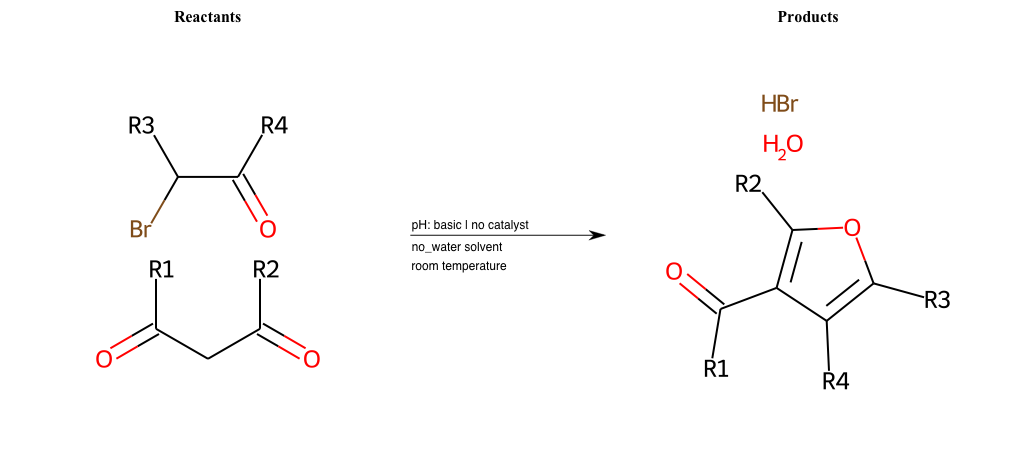 Reactants
Products
R3
R4
Br
O
R1
R2
O
O
pH: basic | no catalyst
no_water solvent
room temperature
HBr
H2O
R2
O
O
R3
R1
R4